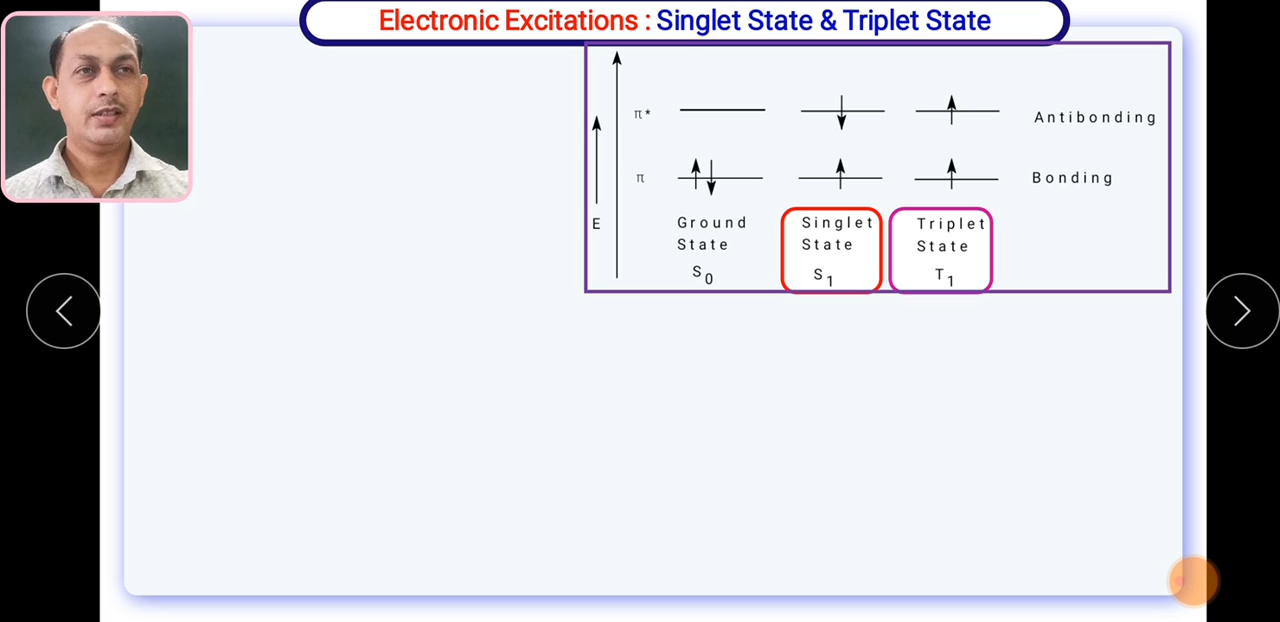 Electronic Excitations : Singlet State & Triplet State
π*
Antibonding
π
Bonding
E
Ground State
S0
Singlet State
S1
Triplet State
T1